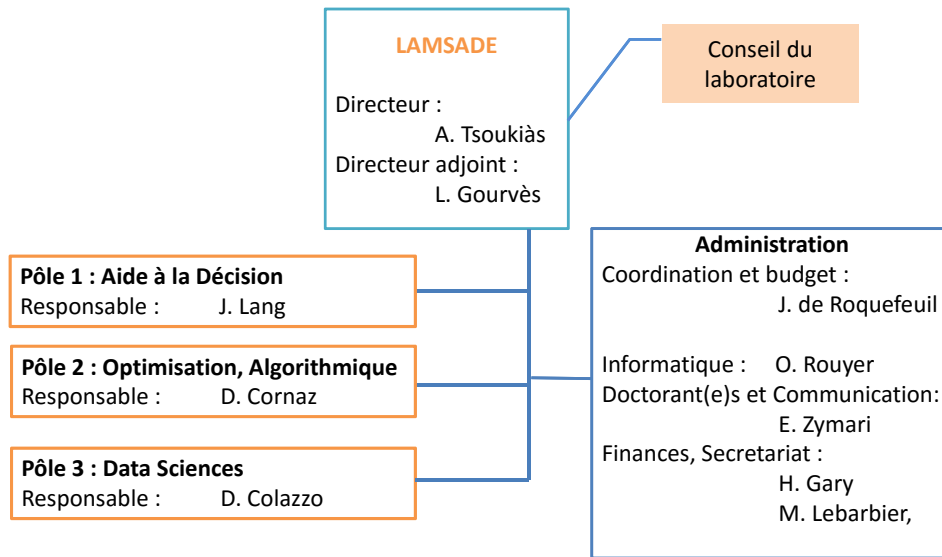 LAMSADE
Directeur :
A. Tsoukiàs
Directeur adjoint :
L. Gourvès
Conseil du
laboratoire
Pôle 1 : Aide à la Décision
Responsable : J. Lang
Pôle 2 : Optimisation, Algorithmique
Responsable : D. Cornaz
Pôle 3 : Data Sciences
Responsable : D. Colazzo
Administration
Coordination et budget :
J. de Roquefeuil
Informatique : O. Rouyer
Doctorant(e)s et Communication:
E. Zymari
Finances, Secretariat :
H. Gary
M. Lebarbier,